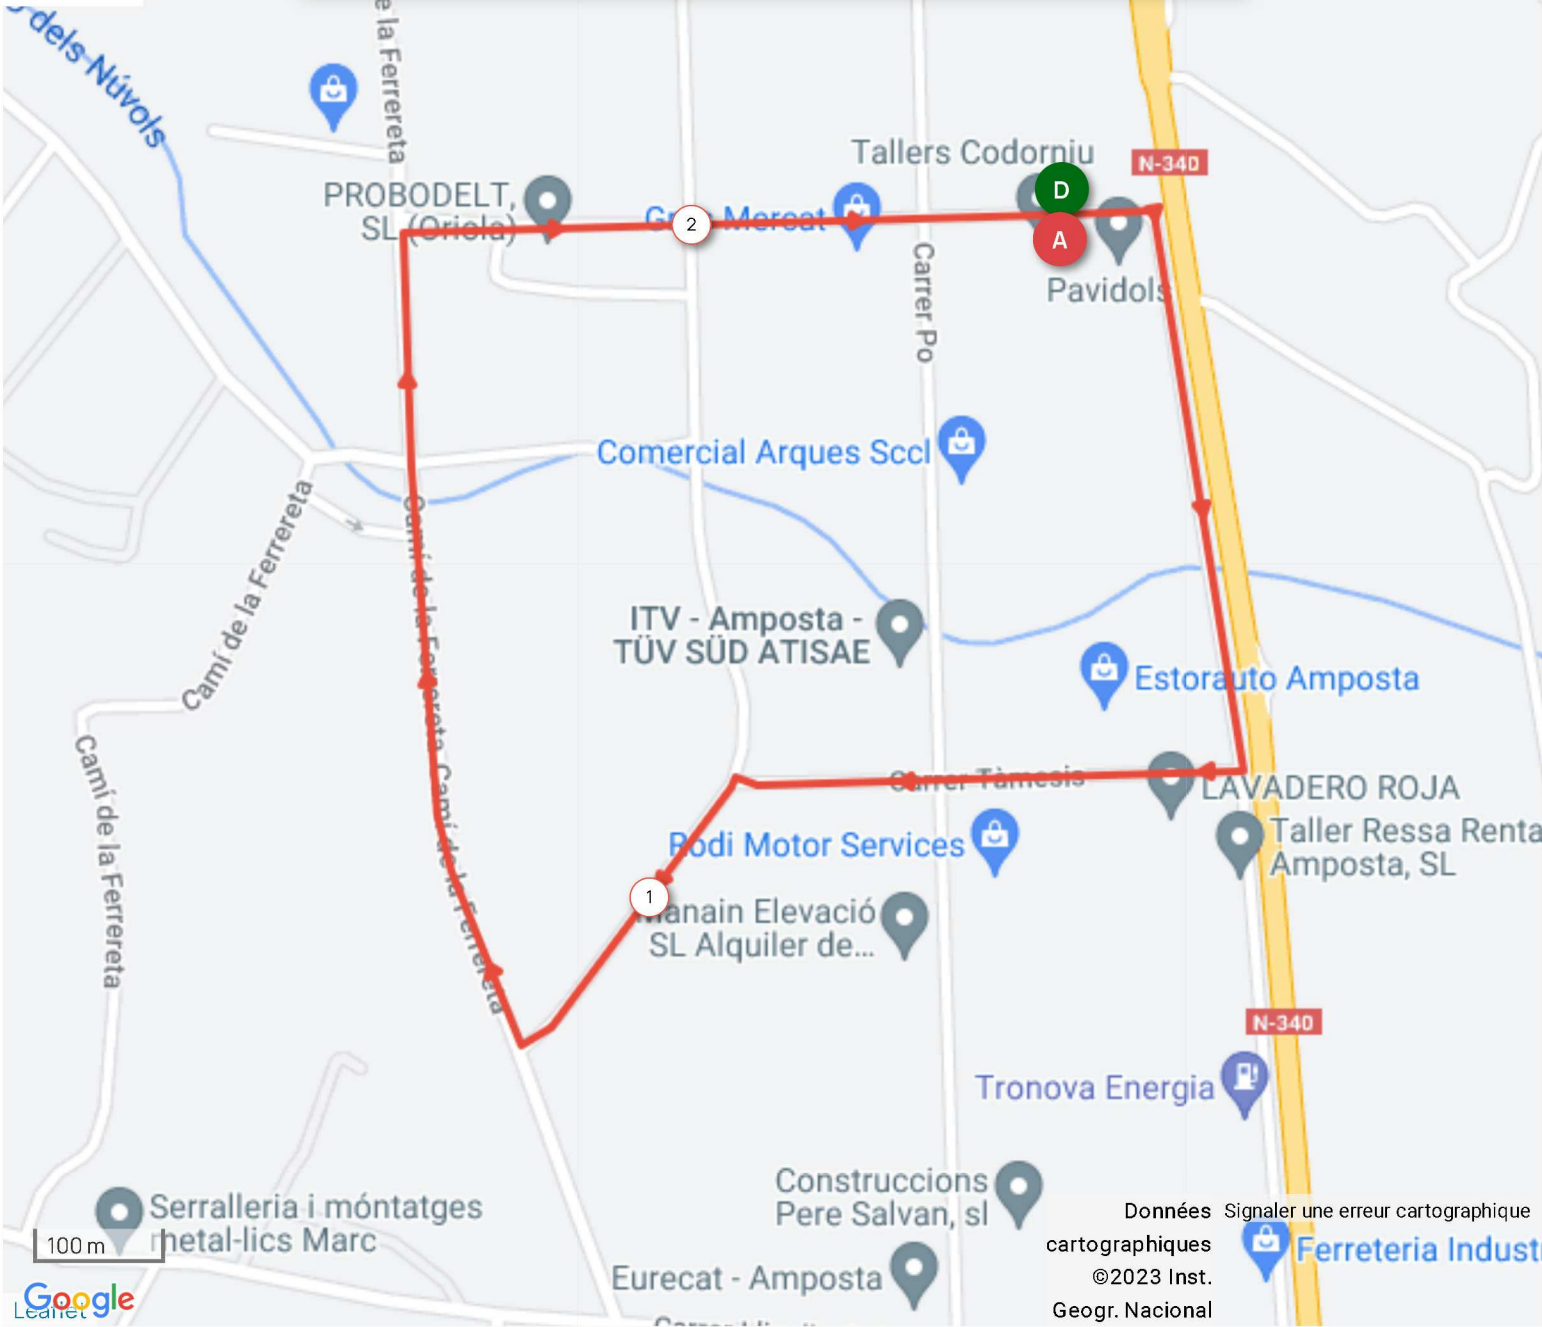 dels Núvols
e la Ferrereta
Tallers Codorniu
D
N-340
PROBODELT,
SL (Oriola)
2
Mercat
A
Pavidols
Carrer Po
Comercial Arques Sccl
Camí de la Ferrereta
Camí de la Ferrereta
ITV - Amposta -
TÜV SÜD ATISAE
Estorauto Amposta
Camí de la Ferrereta
Camí de la Ferrereta
Carrer Tàmesis
LAVADERO ROJA
Taller Ressa Renta
Amposta, SL
Rodi Motor Services
1
Manain Elevació
SL Alquiler de...
N-340
Tronova Energia
Construccions
Pere Salvan, sl
Serralleria i móntatges
metal·lics Marc
100 m
Données
cartographiques
©2023 Inst.
Geogr. Nacional
Signaler une erreur cartographique
Ferreteria Indust
Eurecat - Amposta
Google
Leaflet
Carrer